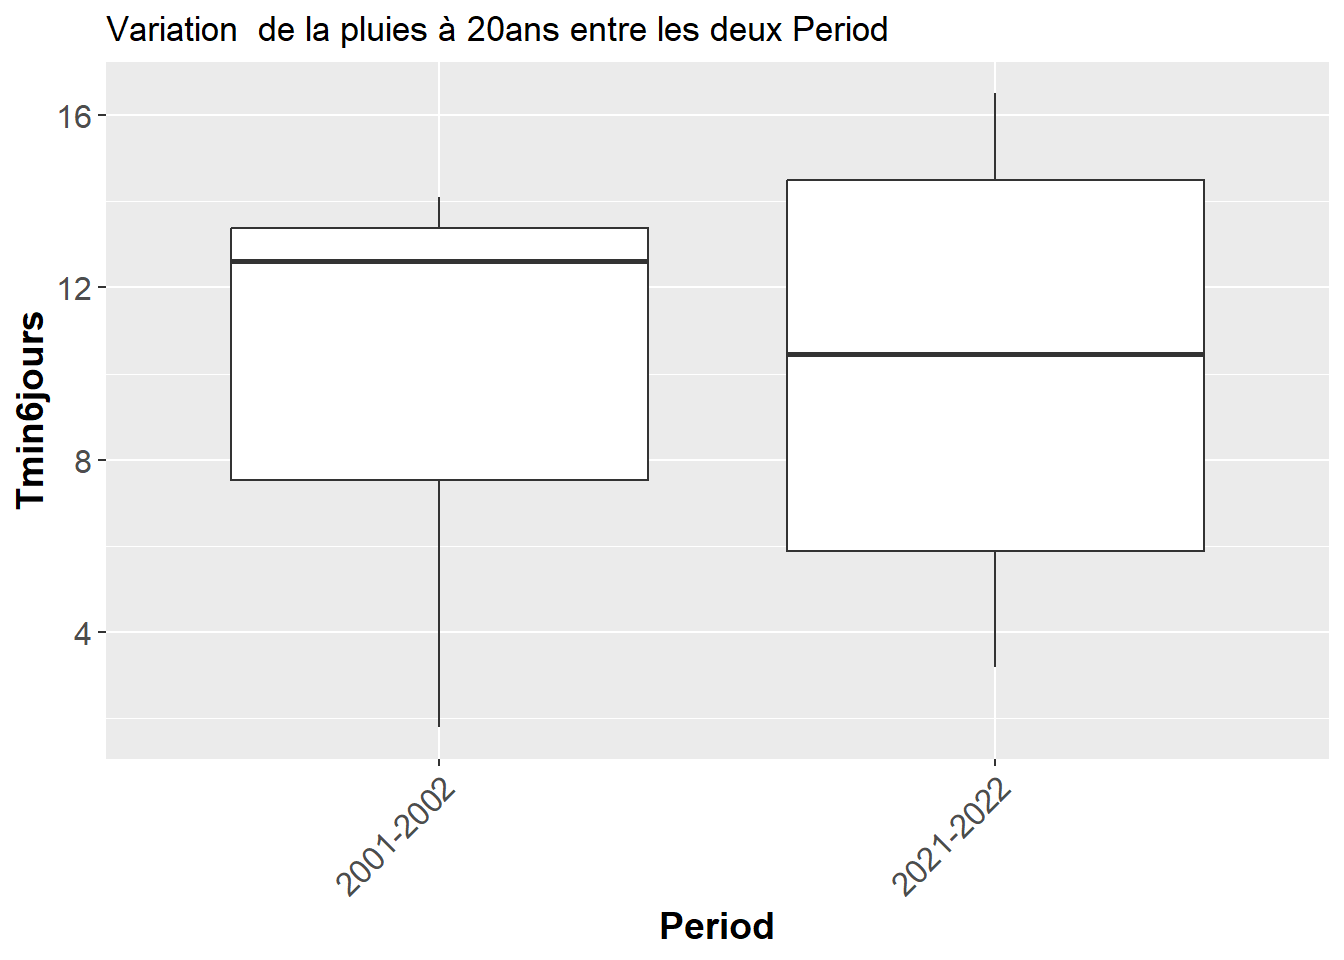 Variation  de la pluies à 20ans entre les deux Period
16
12
8
4
Tmin6jours
2001-2002
2021-2022
Period